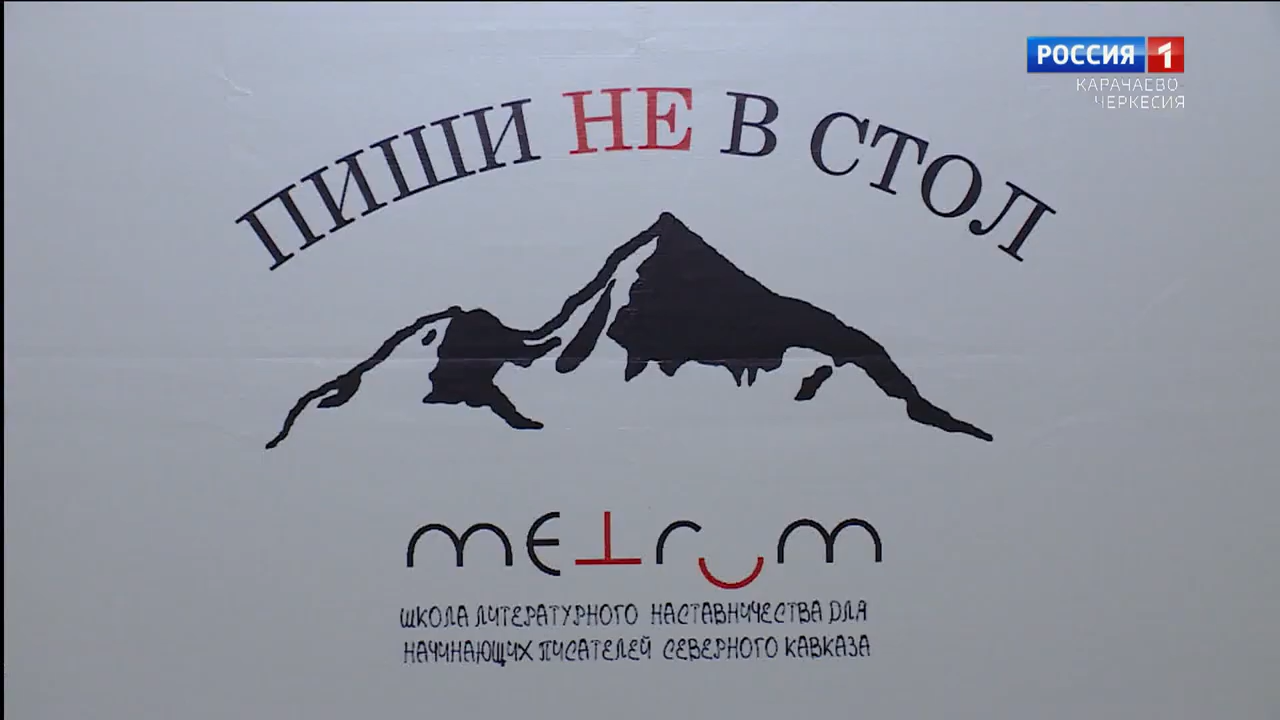 РОССИЯ 1
КАРАЧАЕВО-
ЧЕРКЕСИЯ
ПИШИ НЕ В СТОЛ
metrum
ШКОЛА ЛИТЕРАТУРНОГО НАСТАВНИЧЕСТВА ДЛЯ
НАЧИНАЮЩИХ ПИСАТЕЛЕЙ СЕВЕРНОГО КАВКАЗА